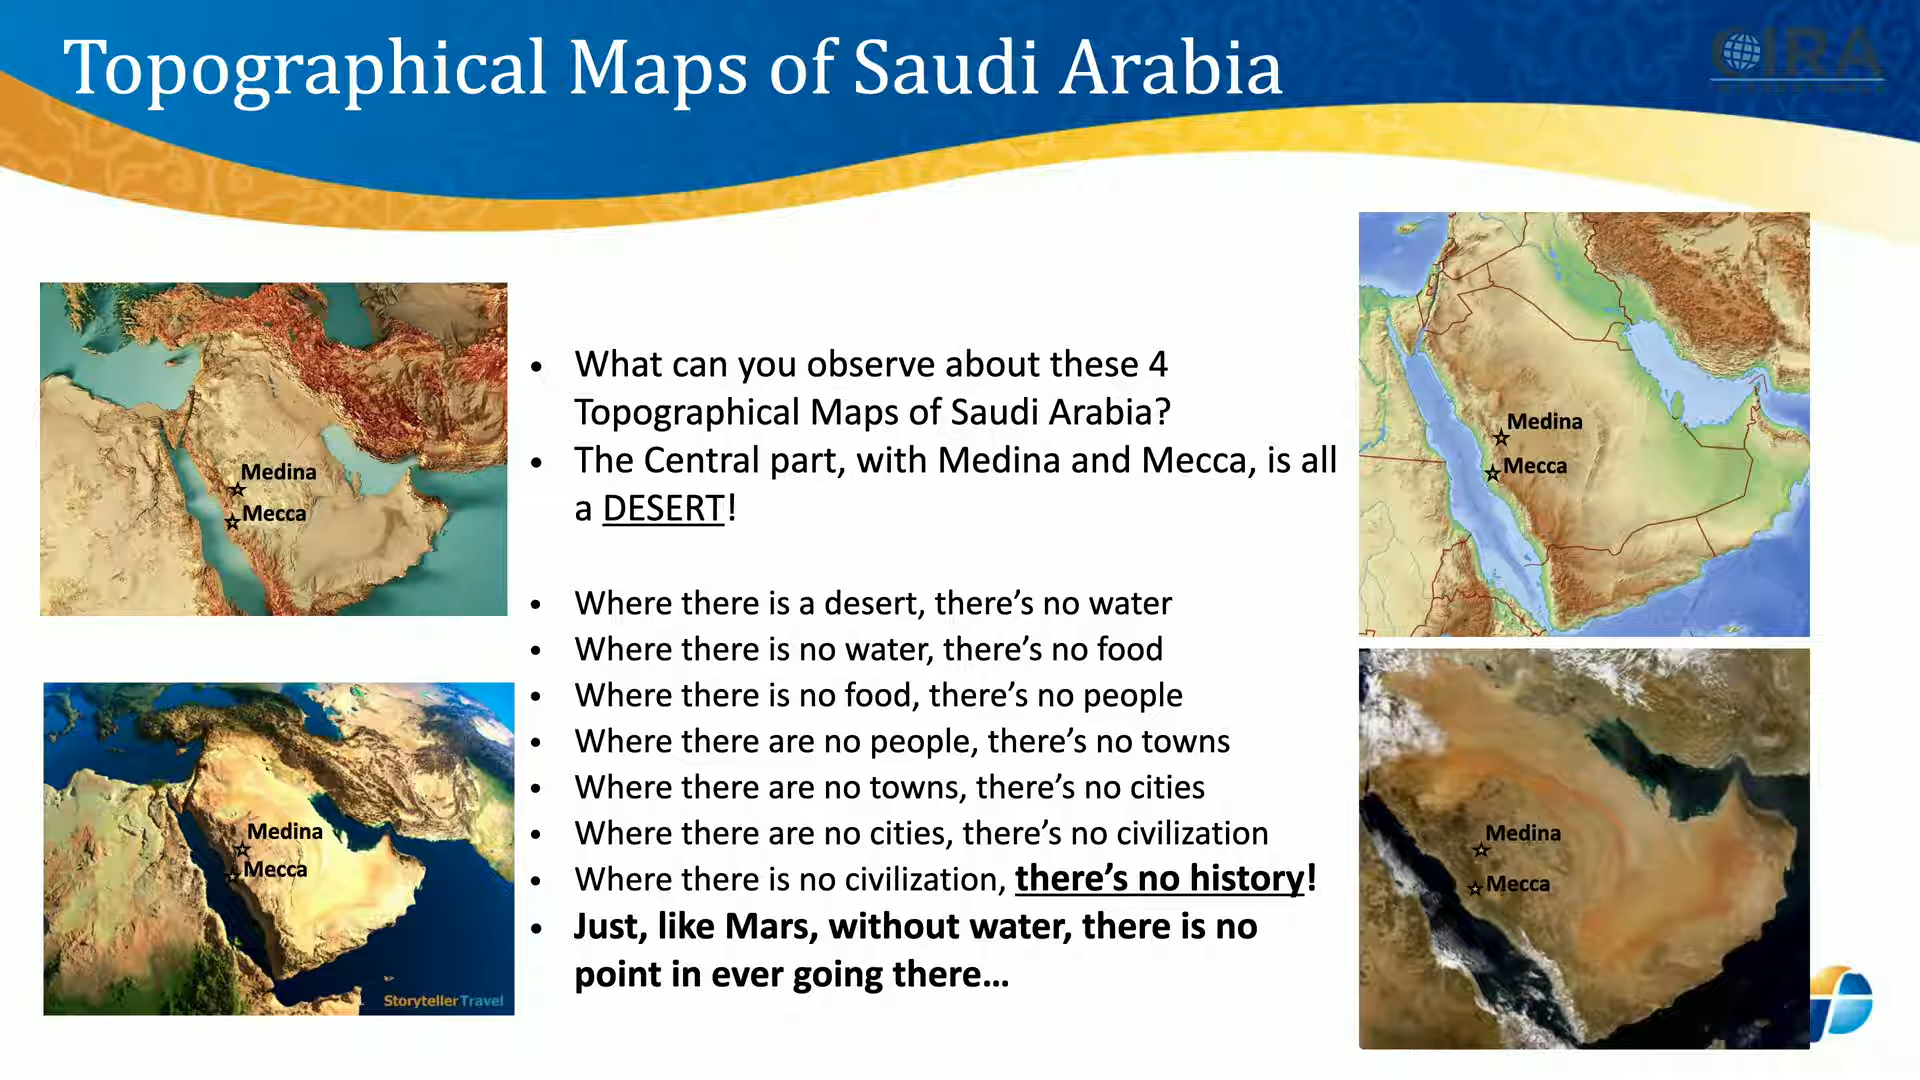 Topographical Maps of Saudi Arabia
CIRA
INTERNATIONAL
Medina
Mecca
Medina
Mecca
StorytellerTravel
• What can you observe about these 4
Topographical Maps of Saudi Arabia?
• The Central part, with Medina and Mecca, is all
a DESERT!
• Where there is a desert, there’s no water
• Where there is no water, there’s no food
• Where there is no food, there’s no people
• Where there are no people, there’s no towns
• Where there are no towns, there’s no cities
• Where there are no cities, there’s no civilization
• Where there is no civilization, there’s no history!
• Just, like Mars, without water, there is no
point in ever going there...
Medina
Mecca
Medina
Mecca